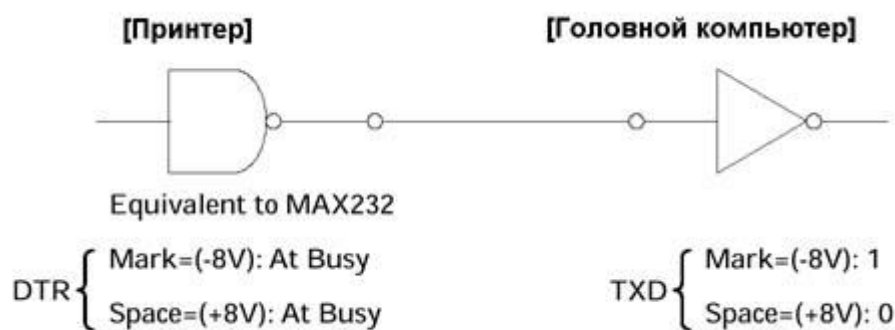 [Принтер]
[Головной компьютер]
Equivalent to MAX232
DTR
Mark=(-8V): At Busy
Space=(+8V): At Busy
TXD
Mark=(-8V): 1
Space=(+8V): 0